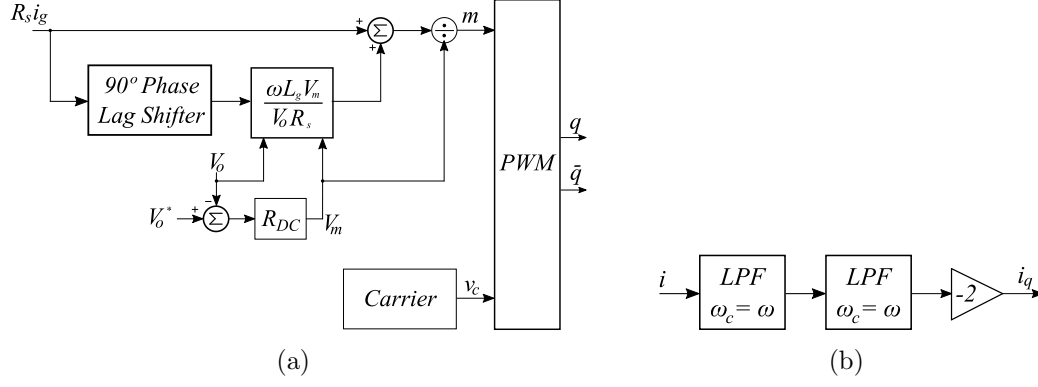 R_s i_g
+
Σ
+
÷
m
90º Phase
Lag Shifter
ωL_g V_m
V_o R_s
V_o
−
V_o*
+
Σ
R_DC
V_m
PWM
q
q̄
Carrier
v_c
i
LPF
ω_c = ω
LPF
ω_c = ω
-2
i_q
(a)
(b)